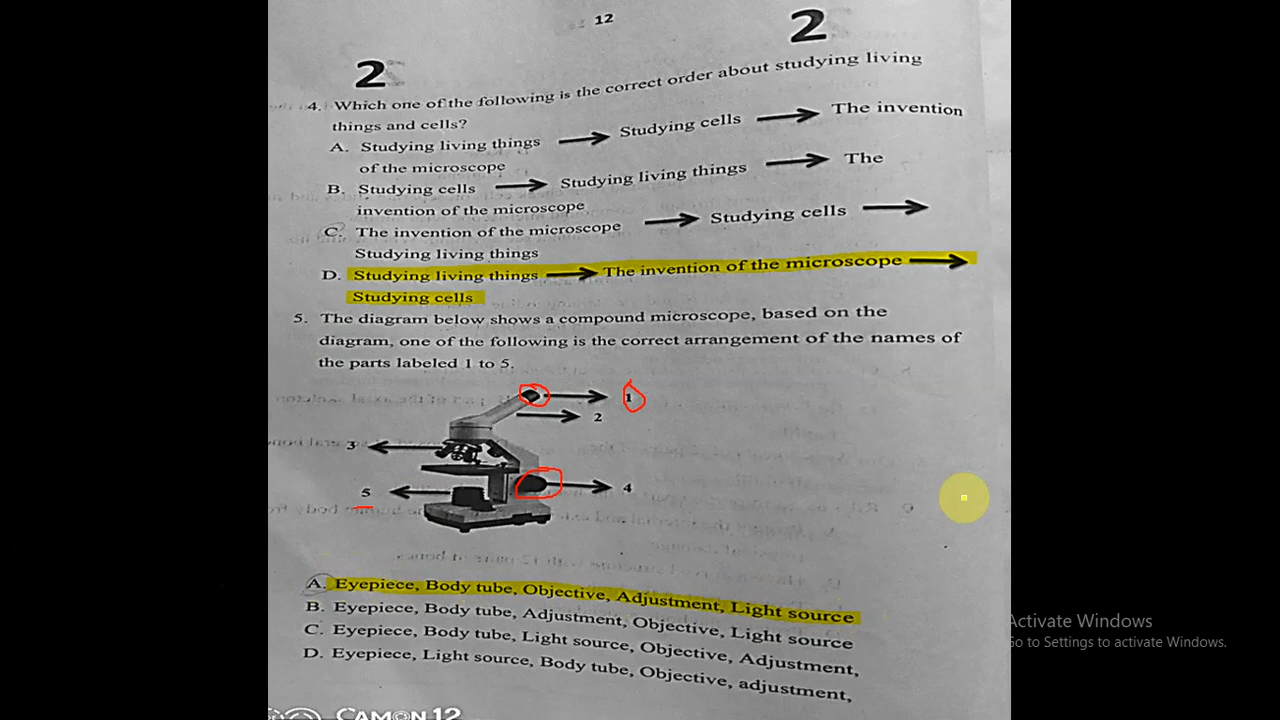 12
2
2
4. Which one of the following is the correct order about studying living
things and cells?
A. Studying living things → Studying cells → The invention
of the microscope
B. Studying cells → Studying living things → The
invention of the microscope
C. The invention of the microscope → Studying cells →
Studying living things
D. Studying living things → The invention of the microscope →
Studying cells
5. The diagram below shows a compound microscope, based on the
diagram, one of the following is the correct arrangement of the names of
the parts labeled 1 to 5.
1
2
3
4
5
A. Eyepiece, Body tube, Objective, Adjustment, Light source
B. Eyepiece, Body tube, Adjustment, Objective, Light source
C. Eyepiece, Body tube, Light source, Objective, Adjustment,
D. Eyepiece, Light source, Body tube, Objective, adjustment,
CAMON 12
Activate Windows
Go to Settings to activate Windows.